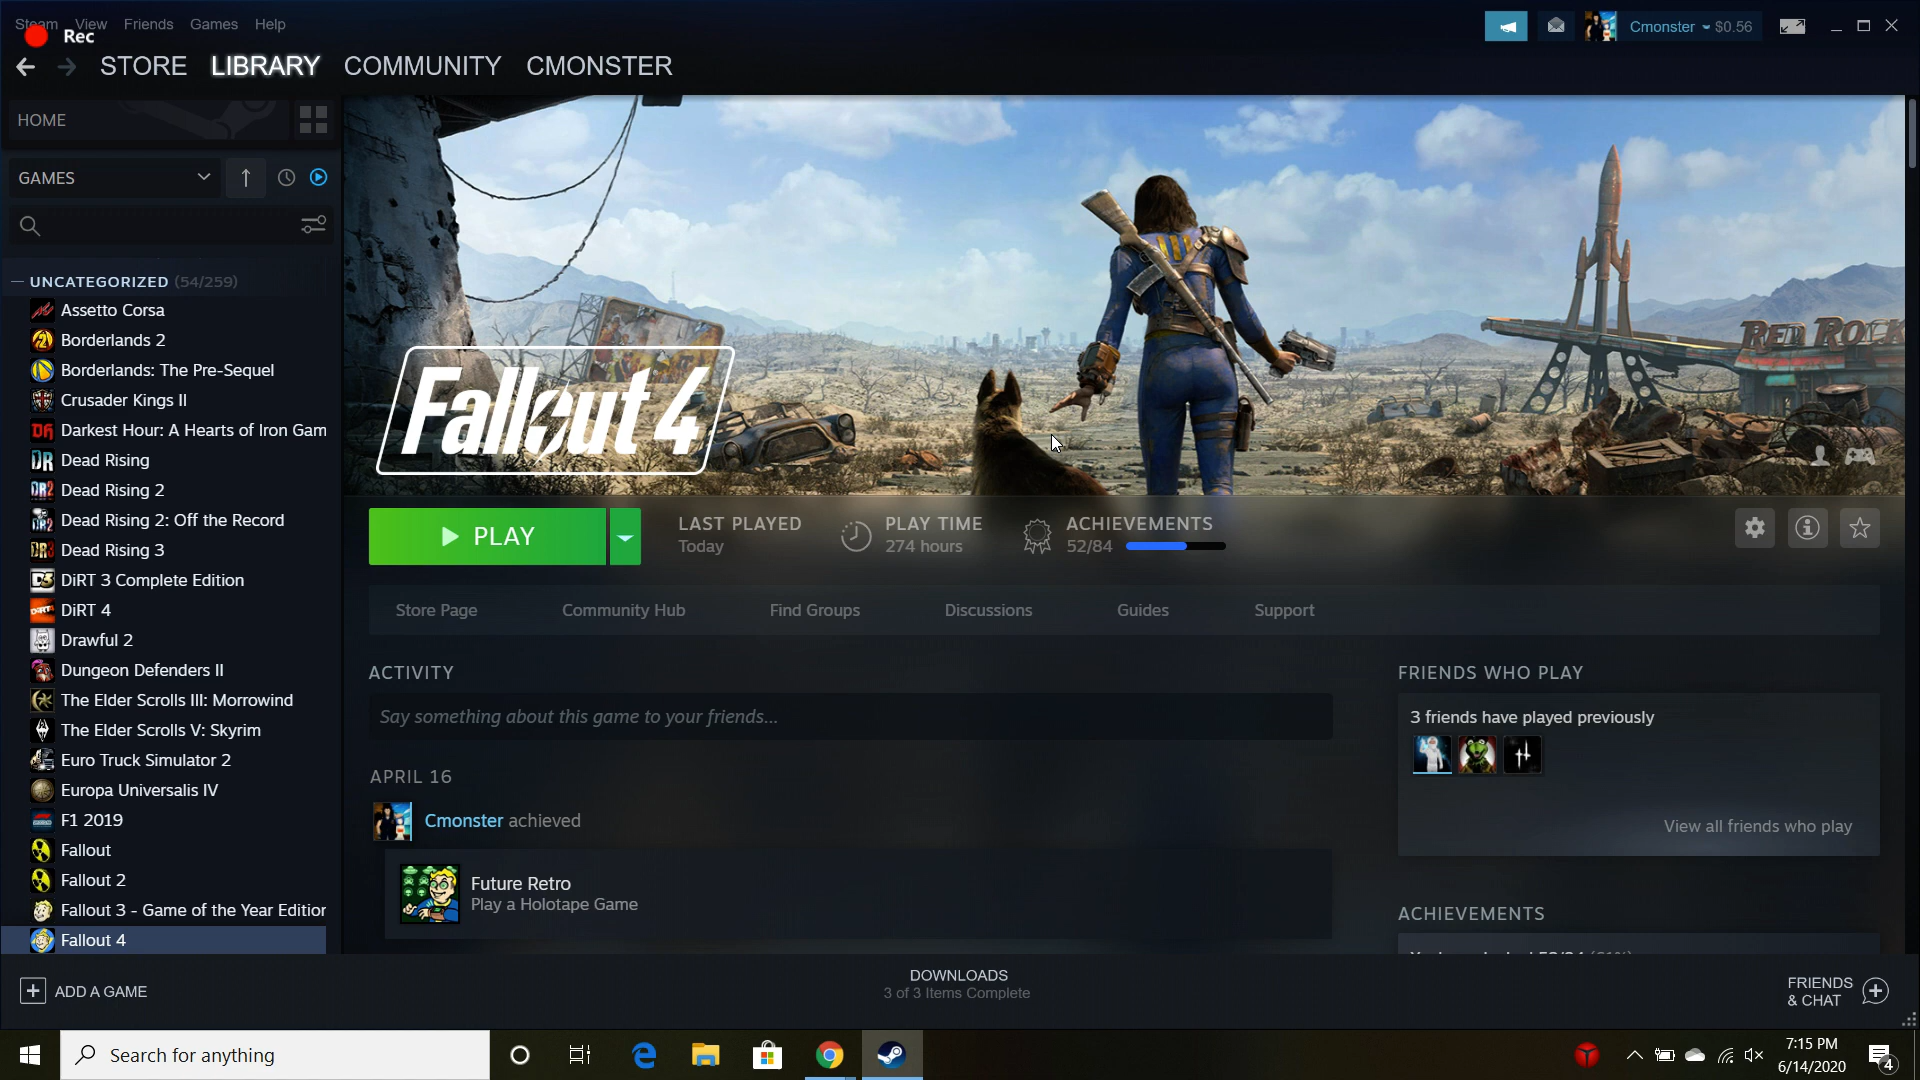 Steam View Friends Games Help
Rec
Cmonster $0.56
STORE LIBRARY COMMUNITY CMONSTER
HOME
GAMES
UNCATEGORIZED (54/259)
Assetto Corsa
Borderlands 2
Borderlands: The Pre-Sequel
Crusader Kings II
Darkest Hour: A Hearts of Iron Gam
Dead Rising
Dead Rising 2
Dead Rising 2: Off the Record
Dead Rising 3
DiRT 3 Complete Edition
DiRT 4
Drawful 2
Dungeon Defenders II
The Elder Scrolls III: Morrowind
The Elder Scrolls V: Skyrim
Euro Truck Simulator 2
Europa Universalis IV
F1 2019
Fallout
Fallout 2
Fallout 3 - Game of the Year Edition
Fallout 4
RED ROCK
Fallout 4
PLAY
LAST PLAYED
Today
PLAY TIME
274 hours
ACHIEVEMENTS
52/84
Store Page Community Hub Find Groups Discussions Guides Support
ACTIVITY
Say something about this game to your friends...
APRIL 16
Cmonster achieved
Future Retro
Play a Holotape Game
FRIENDS WHO PLAY
3 friends have played previously
View all friends who play
ACHIEVEMENTS
ADD A GAME
DOWNLOADS
3 of 3 Items Complete
FRIENDS
& CHAT
Search for anything
7:15 PM
6/14/2020
4